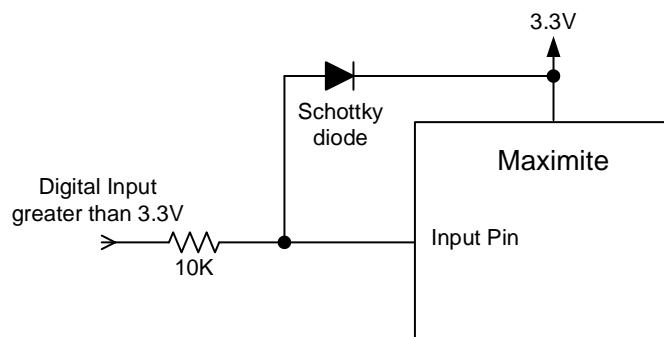 3.3V
Schottky
diode
Maximite
Digital Input
greater than 3.3V
Input Pin
10K